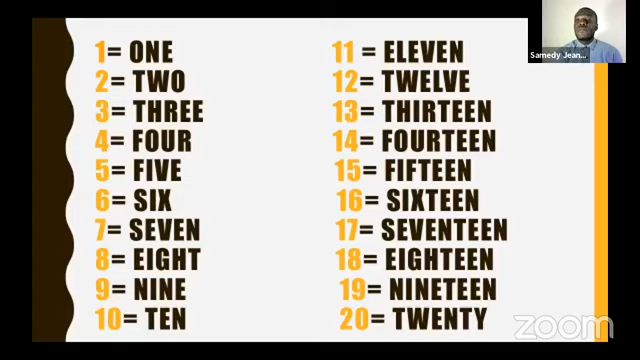 1= ONE
2= TWO
3= THREE
4= FOUR
5= FIVE
6= SIX
7= SEVEN
8= EIGHT
9= NINE
10= TEN
11 = ELEVEN
12= TWELVE
13= THIRTEEN
14= FOURTEEN
15= FIFTEEN
16= SIXTEEN
17= SEVENTEEN
18= EIGHTEEN
19= NINETEEN
20= TWENTY
Samedy Jean...
zoom